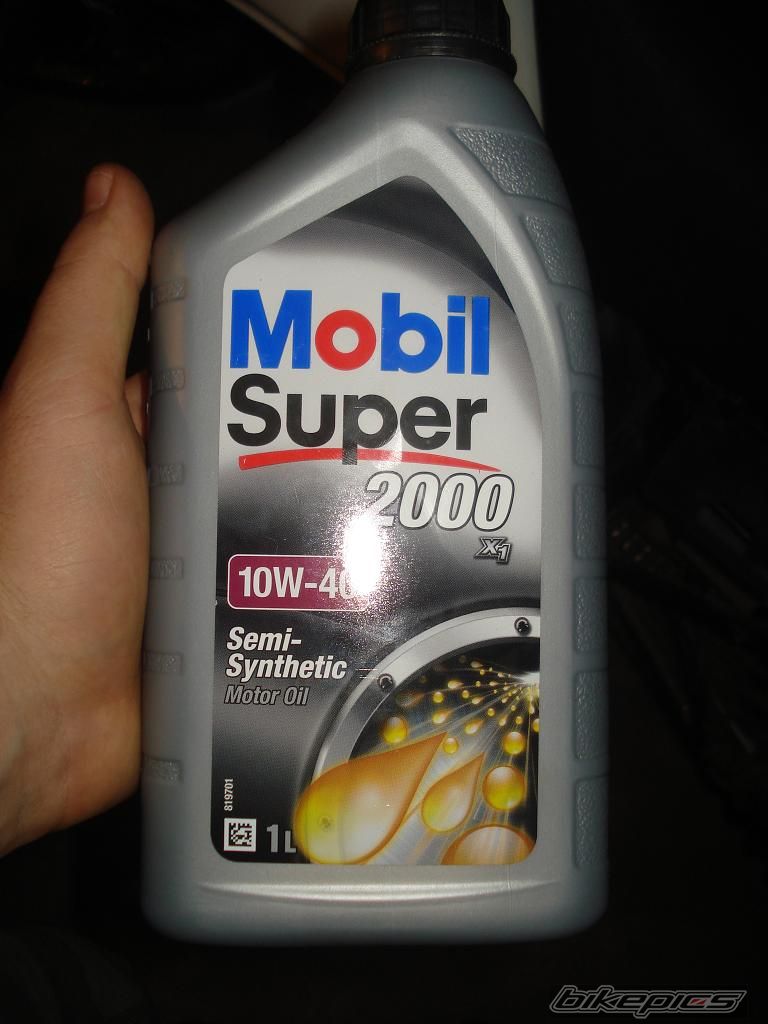 Mobil
Super
2000
X1
10W-40
Semi-
Synthetic
Motor Oil
819701
1L
bikepics